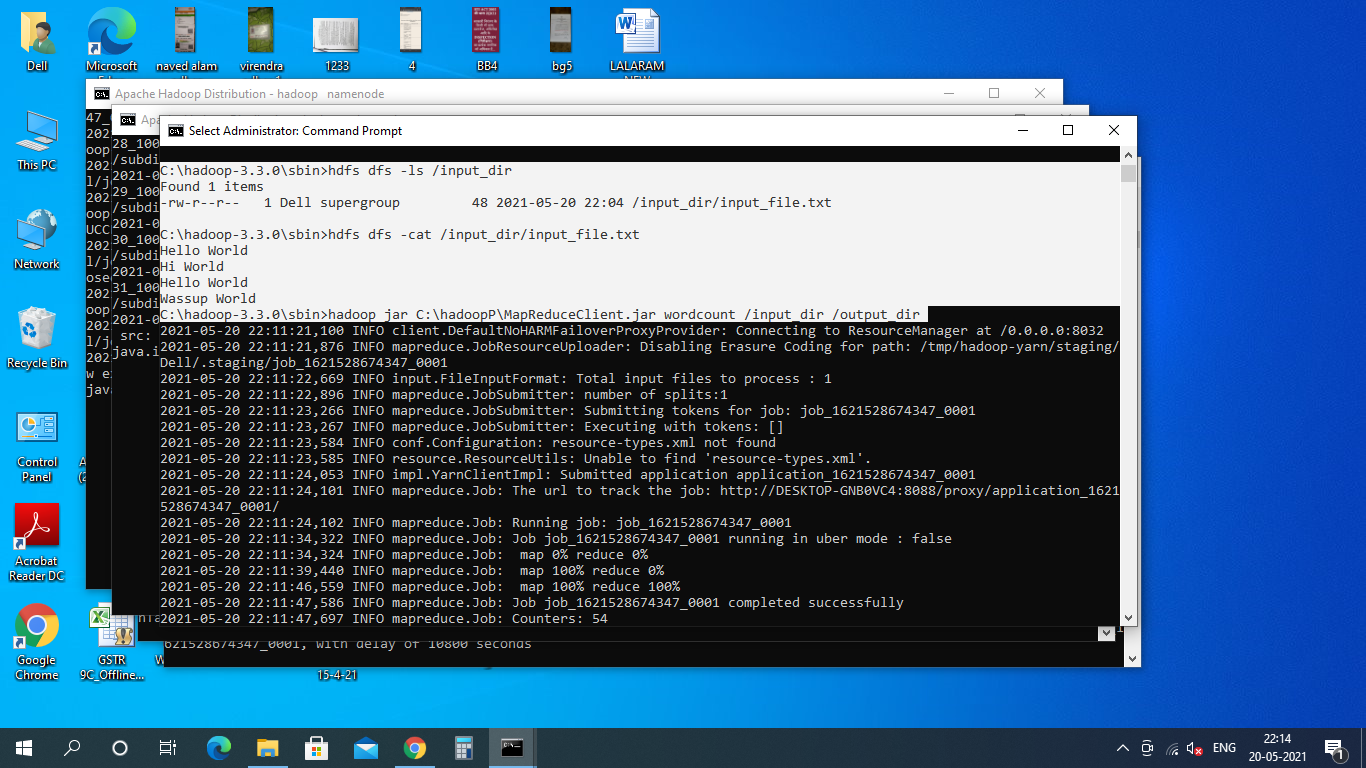 Dell
Microsoft
naved alam
virendra
1233
4
BB4
bg5
LALARAM
This PC
Network
Recycle Bin
Control
Panel
Acrobat
Reader DC
Google
Chrome
GSTR
9C_Offline...
15-4-21
Apache Hadoop Distribution - hadoop namenode
Select Administrator: Command Prompt
C:\hadoop-3.3.0\sbin>hdfs dfs -ls /input_dir
Found 1 items
-rw-r--r-- 1 Dell supergroup 48 2021-05-20 22:04 /input_dir/input_file.txt
C:\hadoop-3.3.0\sbin>hdfs dfs -cat /input_dir/input_file.txt
Hello World
Hi World
Hello World
Wassup World
C:\hadoop-3.3.0\sbin>hadoop jar C:\hadoopP\MapReduceClient.jar wordcount /input_dir /output_dir
2021-05-20 22:11:21,100 INFO client.DefaultNoHARMFailoverProxyProvider: Connecting to ResourceManager at /0.0.0.0:8032
2021-05-20 22:11:21,876 INFO mapreduce.JobResourceUploader: Disabling Erasure Coding for path: /tmp/hadoop-yarn/staging/
Dell/.staging/job_1621528674347_0001
2021-05-20 22:11:22,669 INFO input.FileInputFormat: Total input files to process : 1
2021-05-20 22:11:22,896 INFO mapreduce.JobSubmitter: number of splits:1
2021-05-20 22:11:23,266 INFO mapreduce.JobSubmitter: Submitting tokens for job: job_1621528674347_0001
2021-05-20 22:11:23,267 INFO mapreduce.JobSubmitter: Executing with tokens: []
2021-05-20 22:11:23,584 INFO conf.Configuration: resource-types.xml not found
2021-05-20 22:11:23,585 INFO resource.ResourceUtils: Unable to find 'resource-types.xml'.
2021-05-20 22:11:24,053 INFO impl.YarnClientImpl: Submitted application application_1621528674347_0001
2021-05-20 22:11:24,101 INFO mapreduce.Job: The url to track the job: http://DESKTOP-GNB0VC4:8088/proxy/application_1621
528674347_0001/
2021-05-20 22:11:24,102 INFO mapreduce.Job: Running job: job_1621528674347_0001
2021-05-20 22:11:34,322 INFO mapreduce.Job: Job job_1621528674347_0001 running in uber mode : false
2021-05-20 22:11:34,324 INFO mapreduce.Job: map 0% reduce 0%
2021-05-20 22:11:39,440 INFO mapreduce.Job: map 100% reduce 0%
2021-05-20 22:11:46,559 INFO mapreduce.Job: map 100% reduce 100%
2021-05-20 22:11:47,586 INFO mapreduce.Job: Job job_1621528674347_0001 completed successfully
2021-05-20 22:11:47,697 INFO mapreduce.Job: Counters: 54
621528674347_0001, with delay of 10800 seconds
ENG
22:14
20-05-2021
1